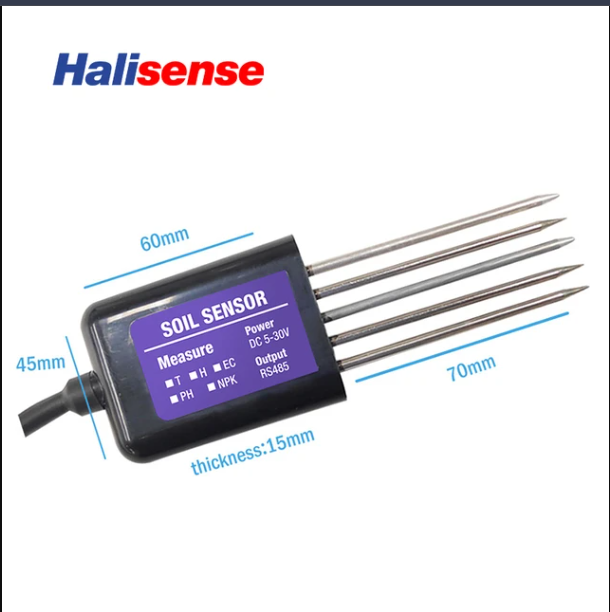 Halisense
60mm
45mm
SOIL SENSOR
Measure
■T ■H ■EC
■PH ■NPK
Power
DC 5-30V
Output
RS485
70mm
thickness:15mm